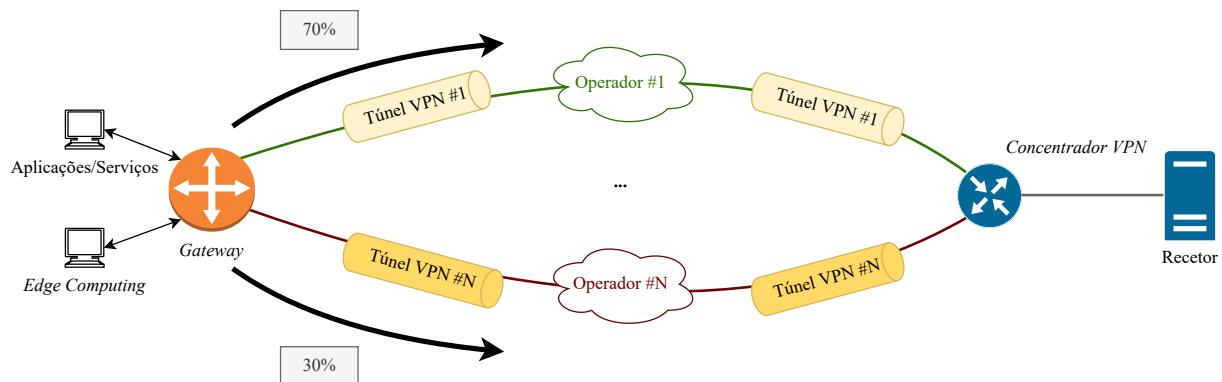 70%
Operador #1
Túnel VPN #1
Túnel VPN #1
Aplicações/Serviços
Concentrador VPN
...
Gateway
Recetor
Túnel VPN #N
Operador #N
Túnel VPN #N
Edge Computing
30%